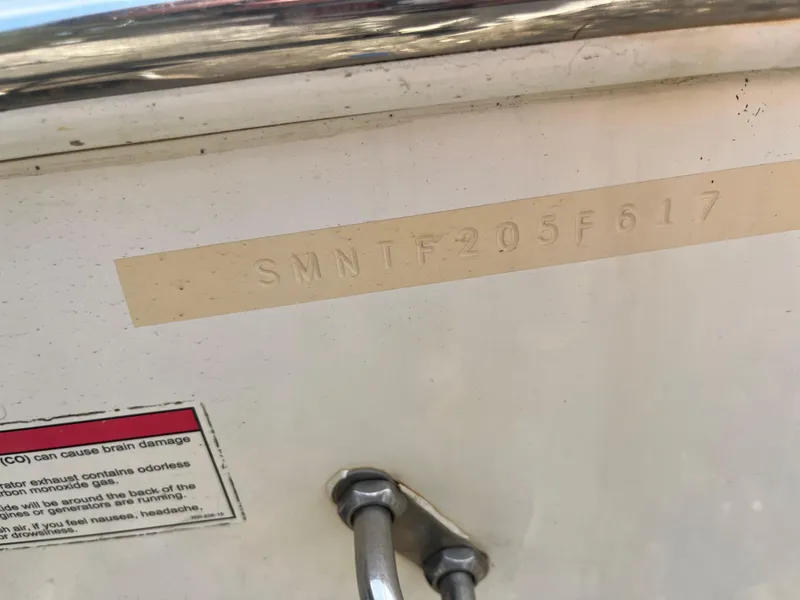 SMNTF205F617
(CO) can cause brain damage
rator exhaust contains odorless
rbon monoxide gas.
ide will be around the back of the
gines or generators are running.
sh air, if you feel nausea, headache,
or drowsiness.